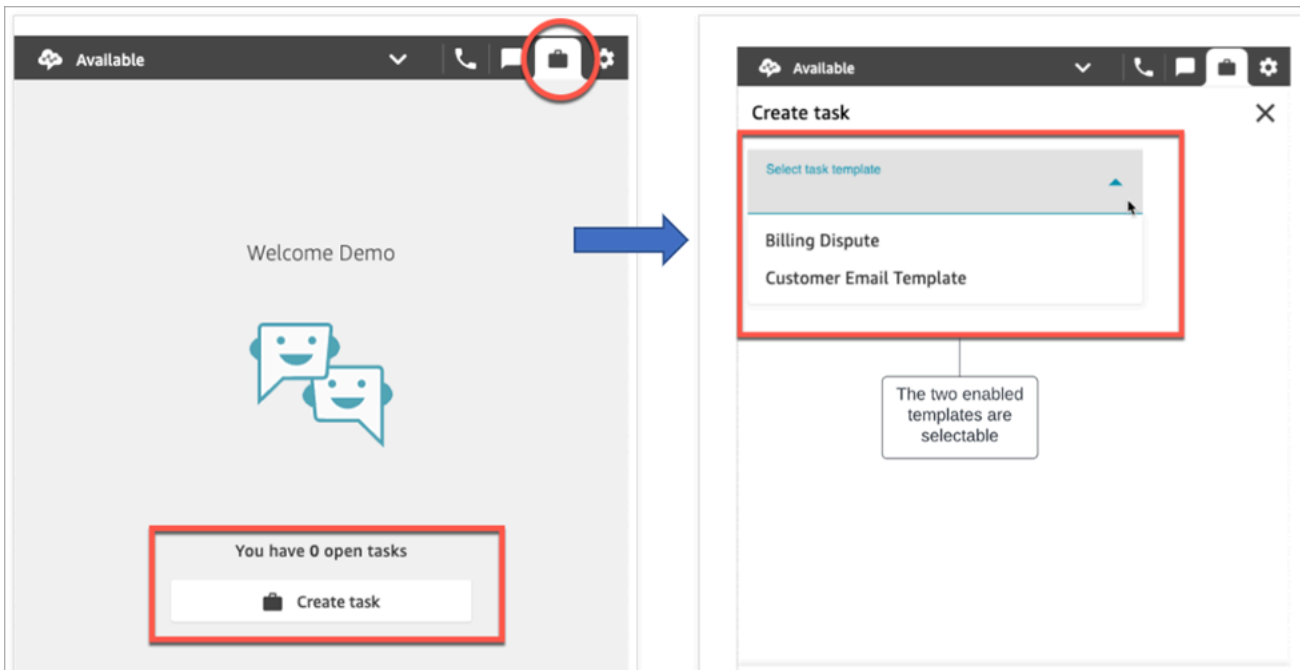 Available
Welcome Demo
You have 0 open tasks
Create task
Available
Create task
Select task template
Billing Dispute
Customer Email Template
The two enabled
templates are
selectable